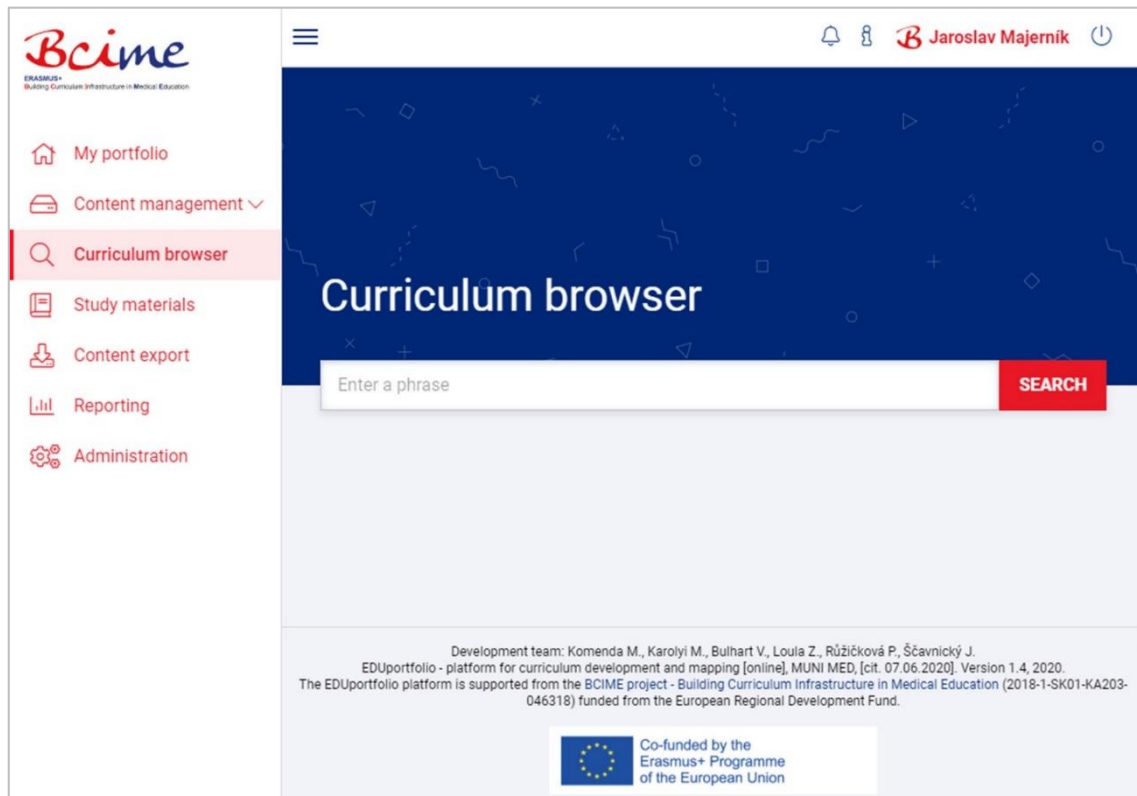 Bcime
ERASMUS+
Building Curriculum Infrastructure in Medical Education
Jaroslav Majerník
My portfolio
Content management
Curriculum browser
Study materials
Content export
Reporting
Administration
Curriculum browser
Enter a phrase
SEARCH
Development team: Komenda M., Karolyi M., Bulhart V., Loula Z., Růžičková P., Ščavnický J.
EDUportfolio - platform for curriculum development and mapping [online], MUNI MED, [cit. 07.06.2020]. Version 1.4, 2020.
The EDUportfolio platform is supported from the BCIME project - Building Curriculum Infrastructure in Medical Education (2018-1-SK01-KA203-
046318) funded from the European Regional Development Fund.
Co-funded by the
Erasmus+ Programme
of the European Union